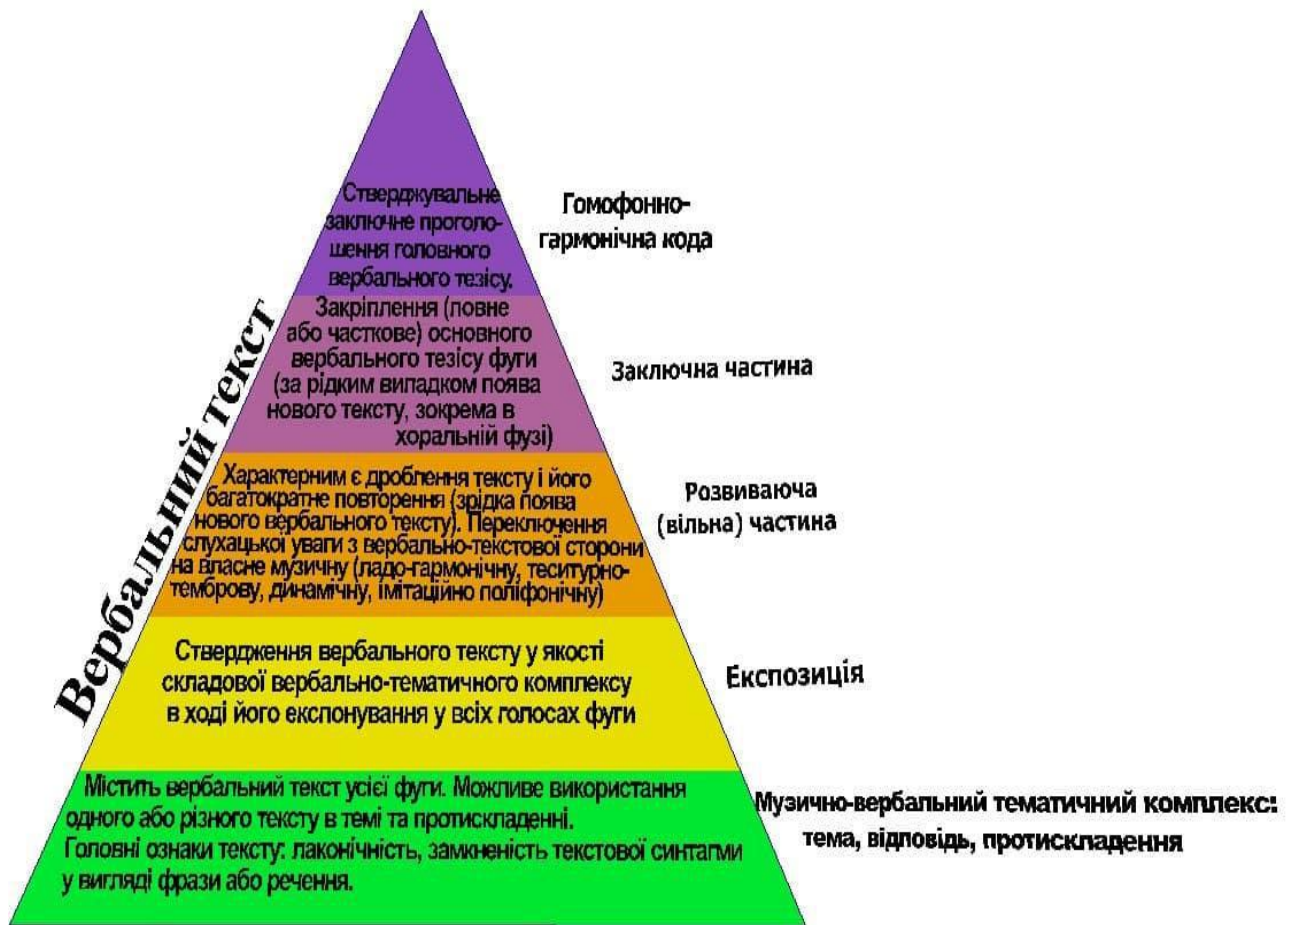 Вербальний текст
Стверджувальне
заключне проголо-
шення головного
вербального тезісу.
Гомофонно-
гармонічна кода
Закріплення (повне
або часткове) основного
вербального тезісу фуги
(за рідким випадком поява
нового тексту, зокрема в
хоральній фузі)
Заключна частина
Характерним є дроблення тексту і його
багатократне повторення (зрідка поява
нового вербального тексту). Переключення
слухацької уваги з вербально-текстової сторони
на власне музичну (ладо-гармонічну, теситурно-
темброву, динамічну, імітаційно поліфонічну)
Розвиваюча
(вільна) частина
Ствердження вербального тексту у якості
складової вербально-тематичного комплексу
в ході його експонування у всіх голосах фуги
Експозиція
Містить вербальний текст усієї фуги. Можливе використання
одного або різного тексту в темі та протискладенні.
Головні ознаки тексту: лаконічність, замкненість текстової синтагми
у вигляді фрази або речення.
Музично-вербальний тематичний комплекс:
тема, відповідь, протискладення